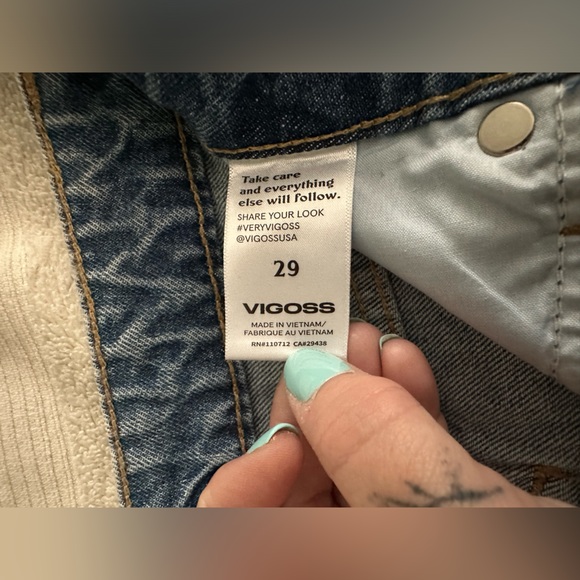 Take care
and everything
else will follow.
SHARE YOUR LOOK
#VERYVIGOSS
@VIGOSSUSA
29
VIGOSS
MADE IN VIETNAM/
FABRIQUE AU VIETNAM
RN#110712 CA#29438